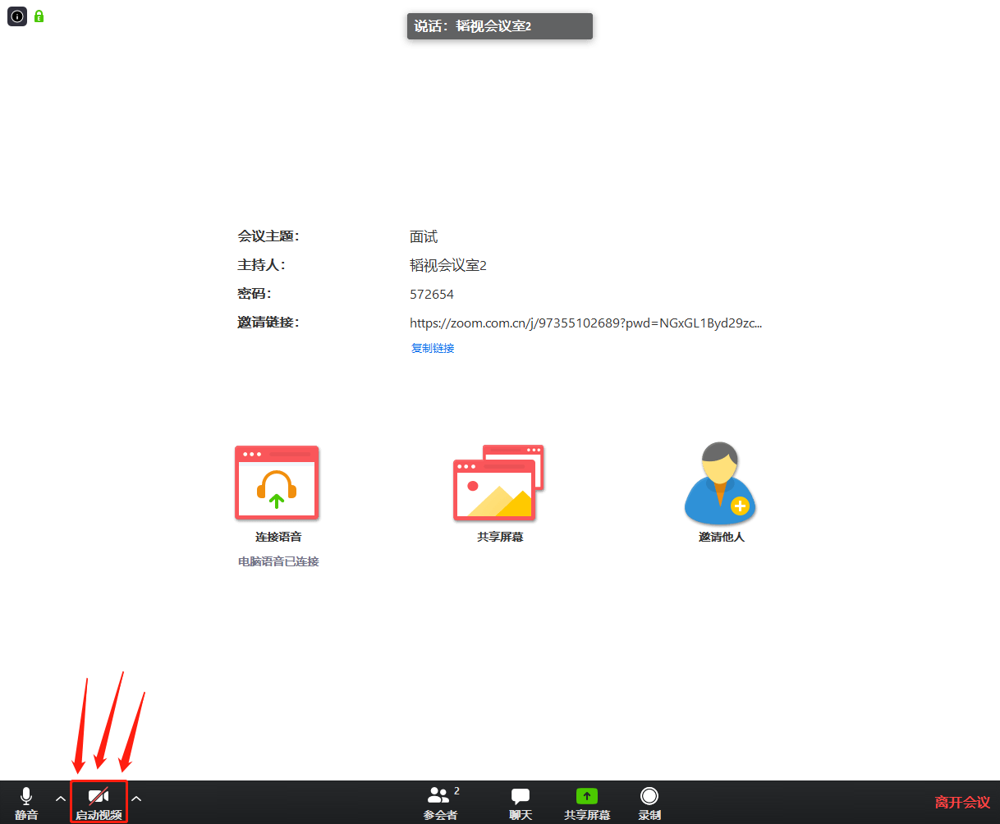 说话：韬视会议室2
会议主题： 面试
主持人： 韬视会议室2
密码： 572654
邀请链接： https://zoom.com.cn/j/97355102689?pwd=NGxGL1Byd29zc...
复制链接
连接语音 共享屏幕 邀请他人
电脑语音已连接
2
静音 启动视频 参会者 聊天 共享屏幕 录制 离开会议